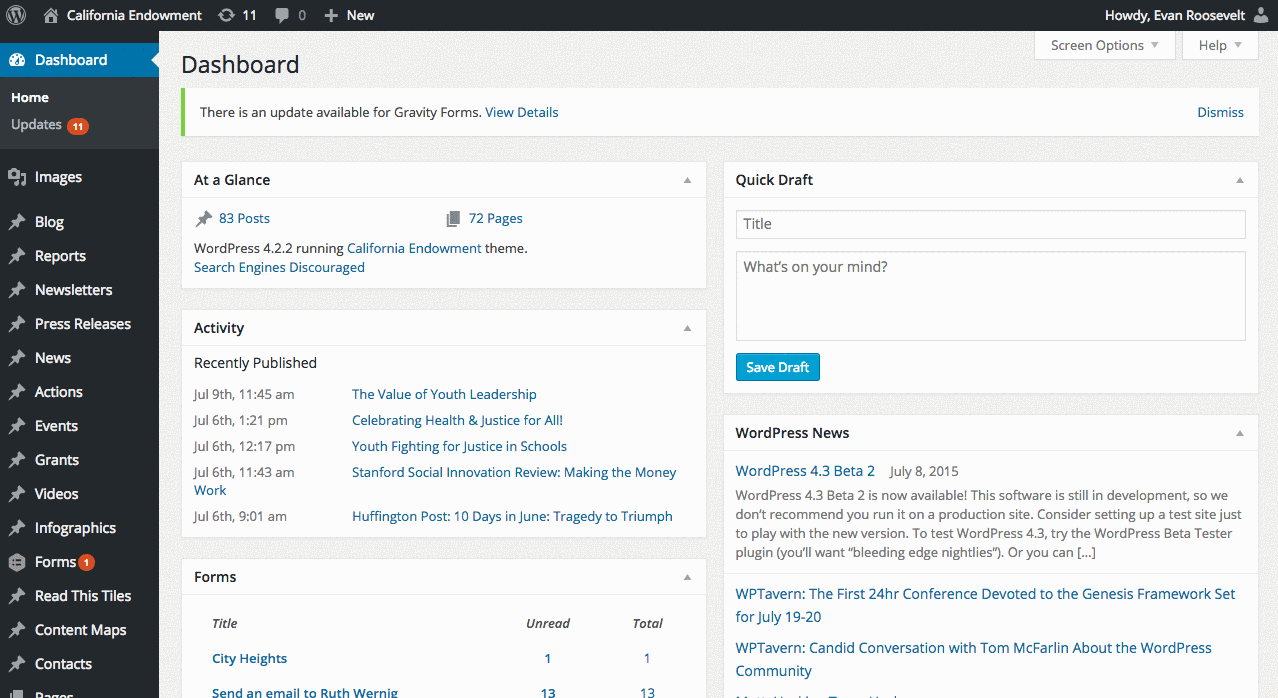 California Endowment 11 0 New
Howdy, Evan Roosevelt
Dashboard
Home
Updates 11
Images
Blog
Reports
Newsletters
Press Releases
News
Actions
Events
Grants
Videos
Infographics
Forms 1
Read This Tiles
Content Maps
Contacts
Pages
Screen Options
Help
Dashboard
There is an update available for Gravity Forms. View Details
Dismiss
At a Glance
83 Posts
72 Pages
WordPress 4.2.2 running California Endowment theme.
Search Engines Discouraged
Activity
Recently Published
Jul 9th, 11:45 am The Value of Youth Leadership
Jul 6th, 1:21 pm Celebrating Health & Justice for All!
Jul 6th, 12:17 pm Youth Fighting for Justice in Schools
Jul 6th, 11:43 am Stanford Social Innovation Review: Making the Money
Work
Jul 6th, 9:01 am Huffington Post: 10 Days in June: Tragedy to Triumph
Forms
Title Unread Total
City Heights 1 1
Send an email to Ruth Wernig 13 13
Quick Draft
Title
What's on your mind?
Save Draft
WordPress News
WordPress 4.3 Beta 2 July 8, 2015
WordPress 4.3 Beta 2 is now available! This software is still in development, so we
don't recommend you run it on a production site. Consider setting up a test site just
to play with the new version. To test WordPress 4.3, try the WordPress Beta Tester
plugin (you'll want “bleeding edge nightlies”). Or you can [...]
WPTavern: The First 24hr Conference Devoted to the Genesis Framework Set
for July 19-20
WPTavern: Candid Conversation with Tom McFarlin About the WordPress
Community